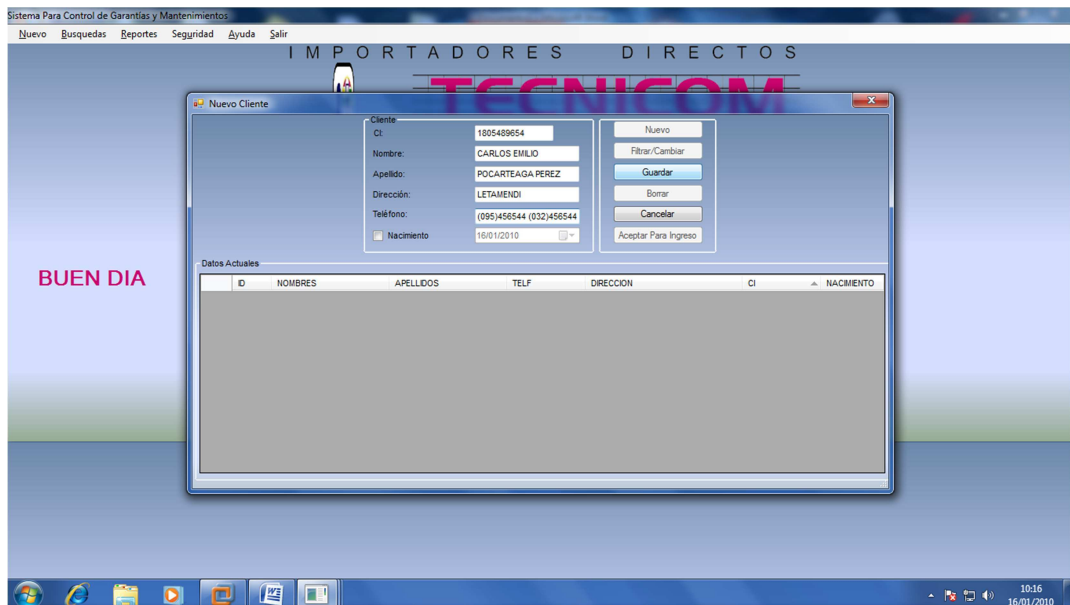 Sistema Para Control de Garantías y Mantenimientos
Nuevo Busquedas Reportes Seguridad Ayuda Salir
IMPORTADORES DIRECTOS
TECNICOM
Nuevo Cliente
Cliente
CI: 1805489654 Nuevo
Nombre: CARLOS EMILIO Filtrar/Cambiar
Apellido: POCARTEAGA PEREZ Guardar
Dirección: LETAMENDI Borrar
Teléfono: (095)456544 (032)456544 Cancelar
Nacimiento 16/01/2010 Aceptar Para Ingreso
Datos Actuales
BUEN DIA
ID NOMBRES APELLIDOS TELF DIRECCION CI NACIMIENTO
10:16
16/01/2010